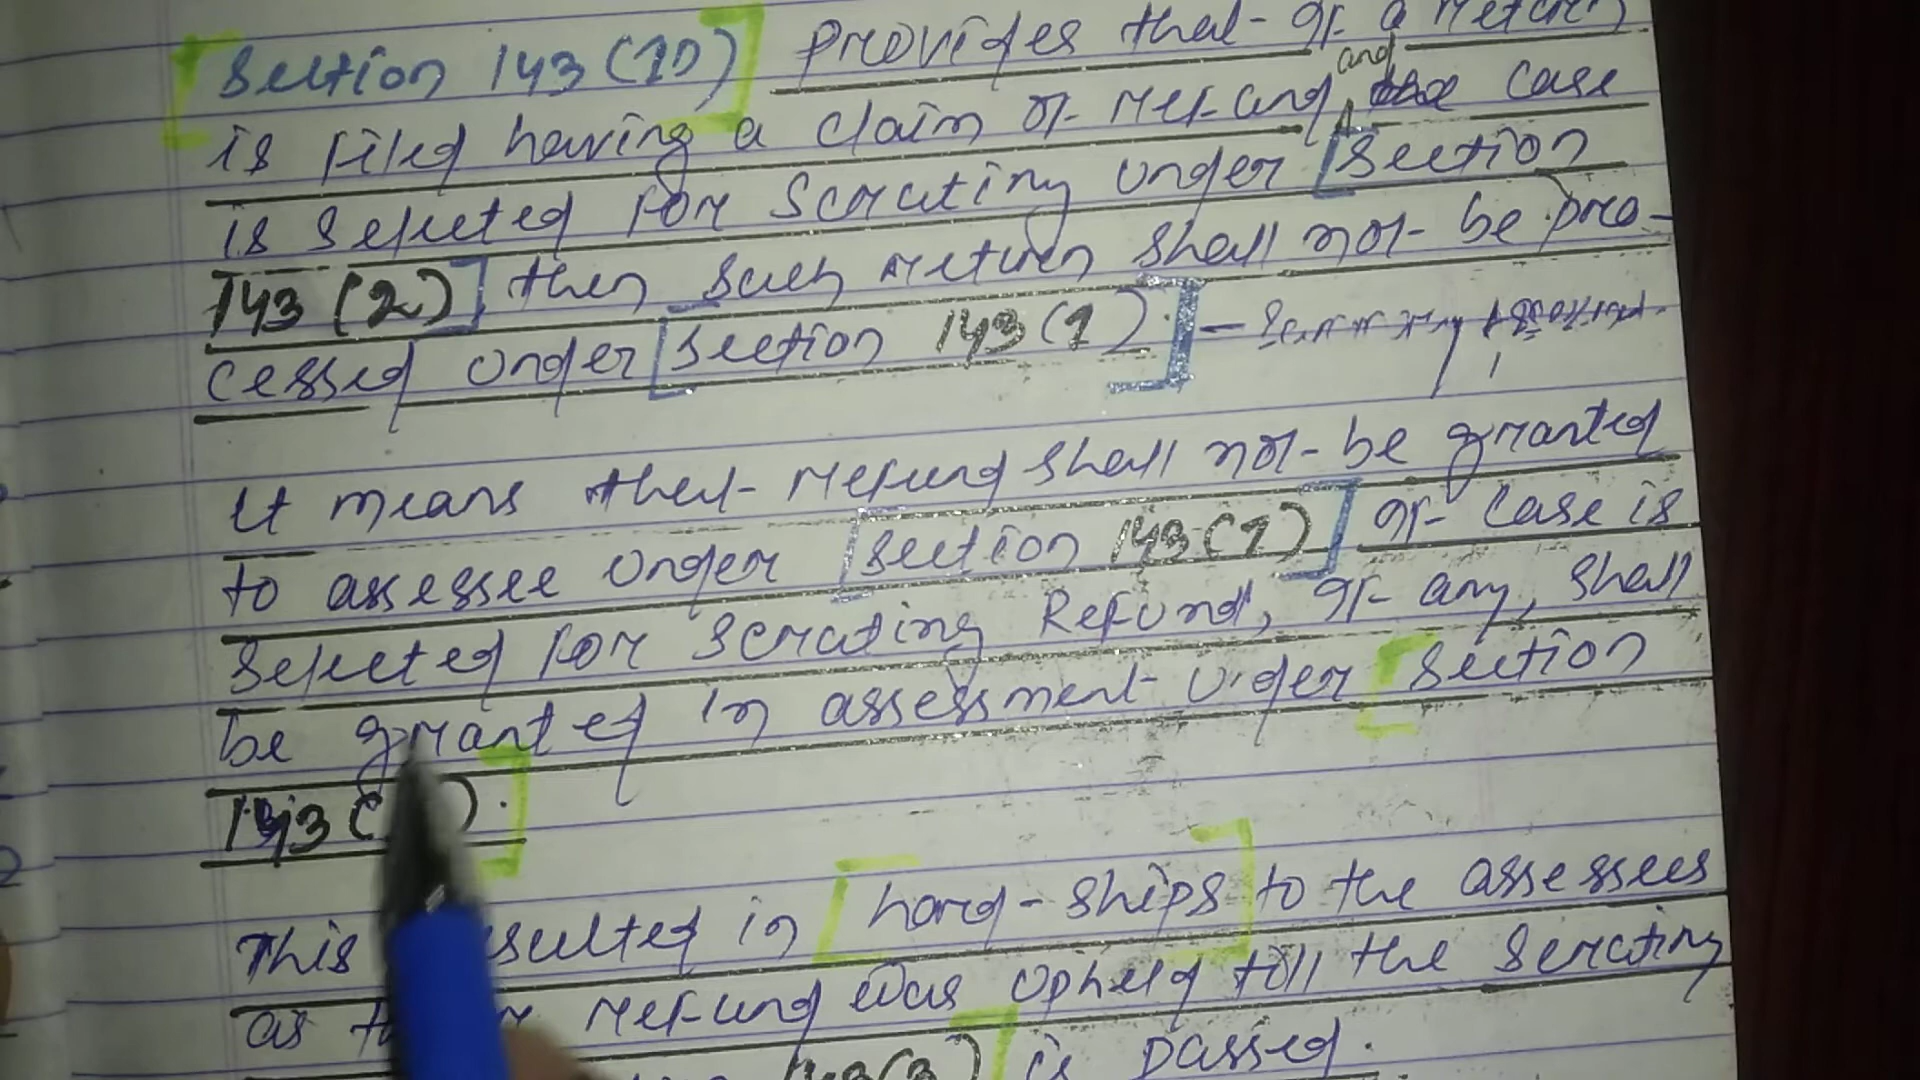 Section 143(1D) provides that if a return
is filed having a claim of refund, and the case
is selected for Scrutiny under Section
143(2) then such return shall not be pro-
cessed under Section 143(1).
It means that refund shall not be granted
to assessee under Section 143(1) if case is
selected for scrutiny Refund, if any, shall
be granted in assessment under Section
143(
This in hard-ships to the assessees
as refund was upheld till the scrutiny
143(3) is passed.